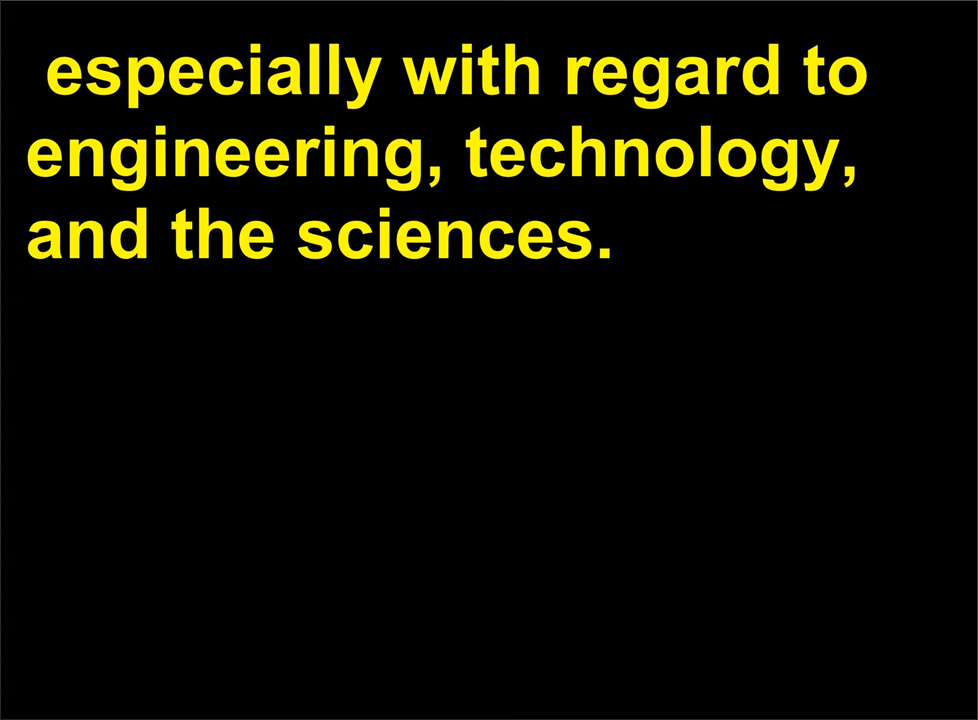 especially with regard to
engineering, technology,
and the sciences.